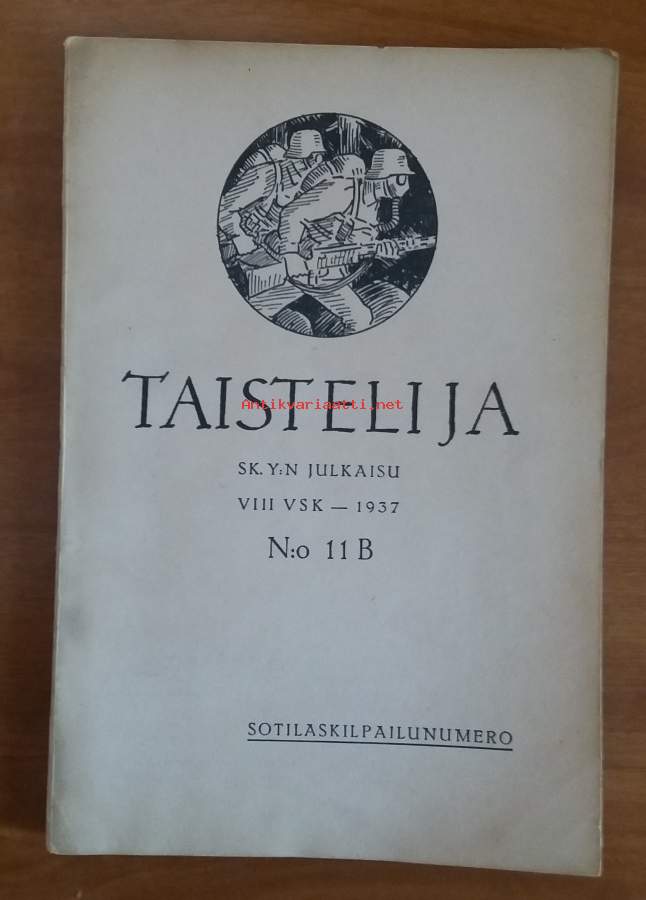 TAISTELIJA
Antikvariaatti.net
SK. Y:N JULKAISU
VIII VSK — 1937
N:o 11 B
SOTILASKILPAILUNUMERO